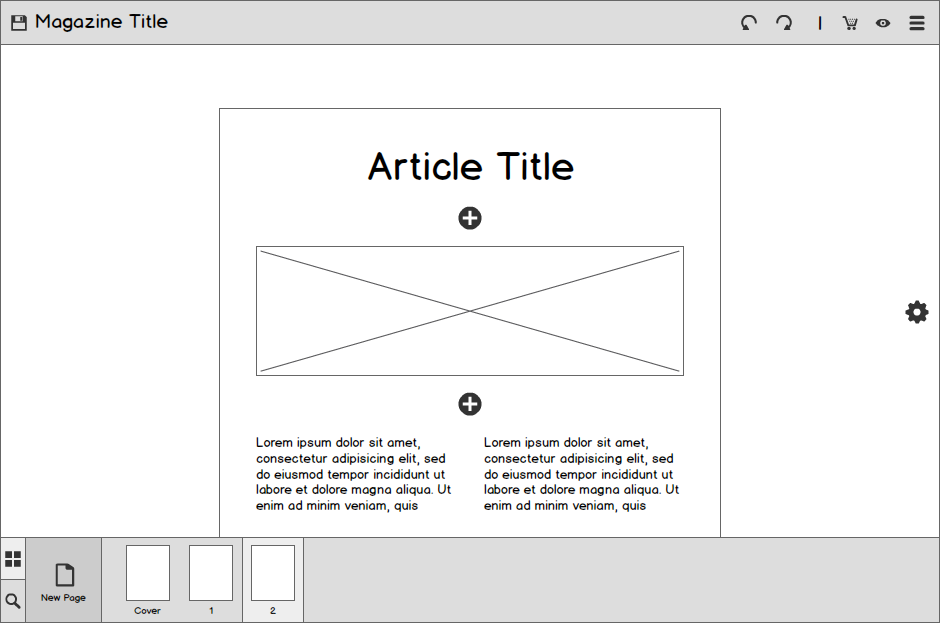 Magazine Title
Article Title
Lorem ipsum dolor sit amet,
consectetur adipisicing elit, sed
do eiusmod tempor incididunt ut
labore et dolore magna aliqua. Ut
enim ad minim veniam, quis
Lorem ipsum dolor sit amet,
consectetur adipisicing elit, sed
do eiusmod tempor incididunt ut
labore et dolore magna aliqua. Ut
enim ad minim veniam, quis
New Page
Cover
1
2